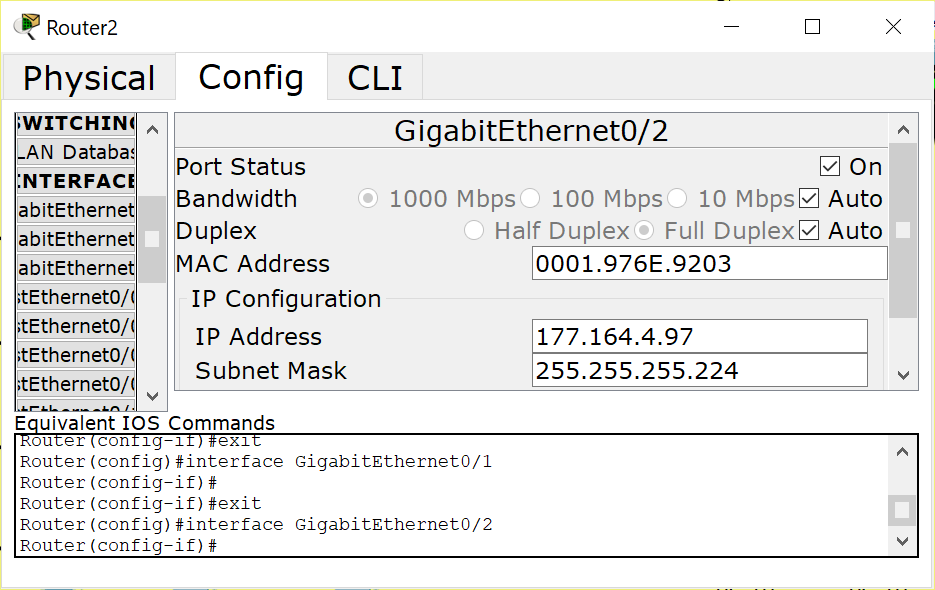 Router2
Physical Config CLI
SWITCHING
LAN Databas
INTERFACE
abitEthernet
abitEthernet
abitEthernet
stEthernet0/0
stEthernet0/0
stEthernet0/0
stEthernet0/0
GigabitEthernet0/2
Port Status On
Bandwidth 1000 Mbps 100 Mbps 10 Mbps Auto
Duplex Half Duplex Full Duplex Auto
MAC Address 0001.976E.9203
IP Configuration
IP Address 177.164.4.97
Subnet Mask 255.255.255.224
Equivalent IOS Commands
Router(config-if)#exit
Router(config)#interface GigabitEthernet0/1
Router(config-if)#
Router(config-if)#exit
Router(config)#interface GigabitEthernet0/2
Router(config-if)#